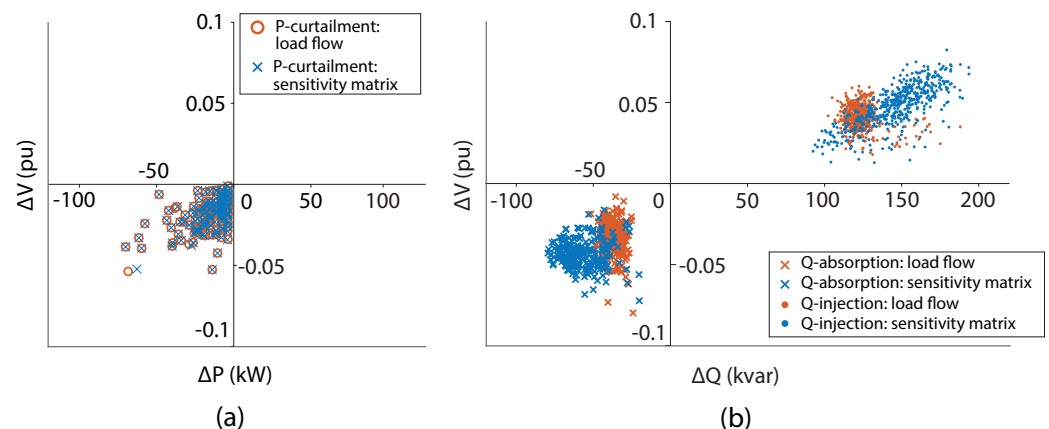 0.1
P-curtailment:
load flow
P-curtailment:
sensitivity matrix
0.05
ΔV (pu)
-50
-100
0
50
100
-0.05
-0.1
ΔP (kW)
(a)
0.1
0.05
ΔV (pu)
-50
-100
0
50
100
150
200
-0.05
Q-absorption: load flow
Q-absorption: sensitivity matrix
Q-injection: load flow
Q-injection: sensitivity matrix
-0.1
ΔQ (kvar)
(b)